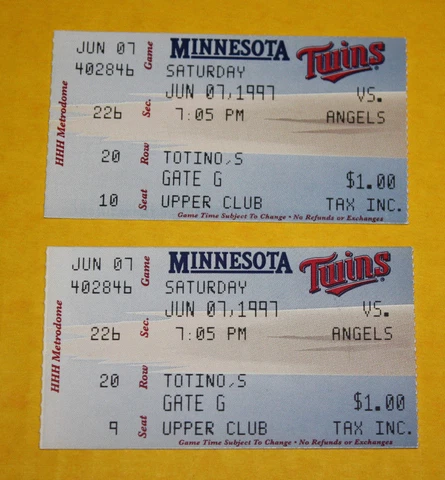 JUN 07 Game MINNESOTA Twins
402846 SATURDAY
JUN 07,1997 VS.
HHH Metrodome 226 Sec. 7:05 PM ANGELS
20 Row TOTINO,S
GATE G $1.00
10 Seat UPPER CLUB TAX INC.
Game Time Subject To Change • No Refunds or Exchanges
JUN 07 Game MINNESOTA Twins
402846 SATURDAY
JUN 07,1997 VS.
HHH Metrodome 226 Sec. 7:05 PM ANGELS
20 Row TOTINO,S
GATE G $1.00
9 Seat UPPER CLUB TAX INC.
Game Time Subject To Change • No Refunds or Exchanges